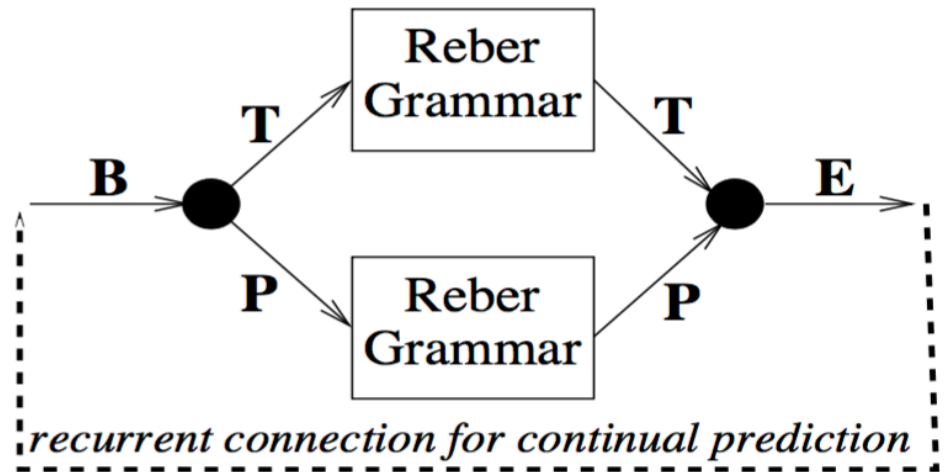 Reber
Grammar
T
T
B
E
P
P
Reber
Grammar
recurrent connection for continual prediction